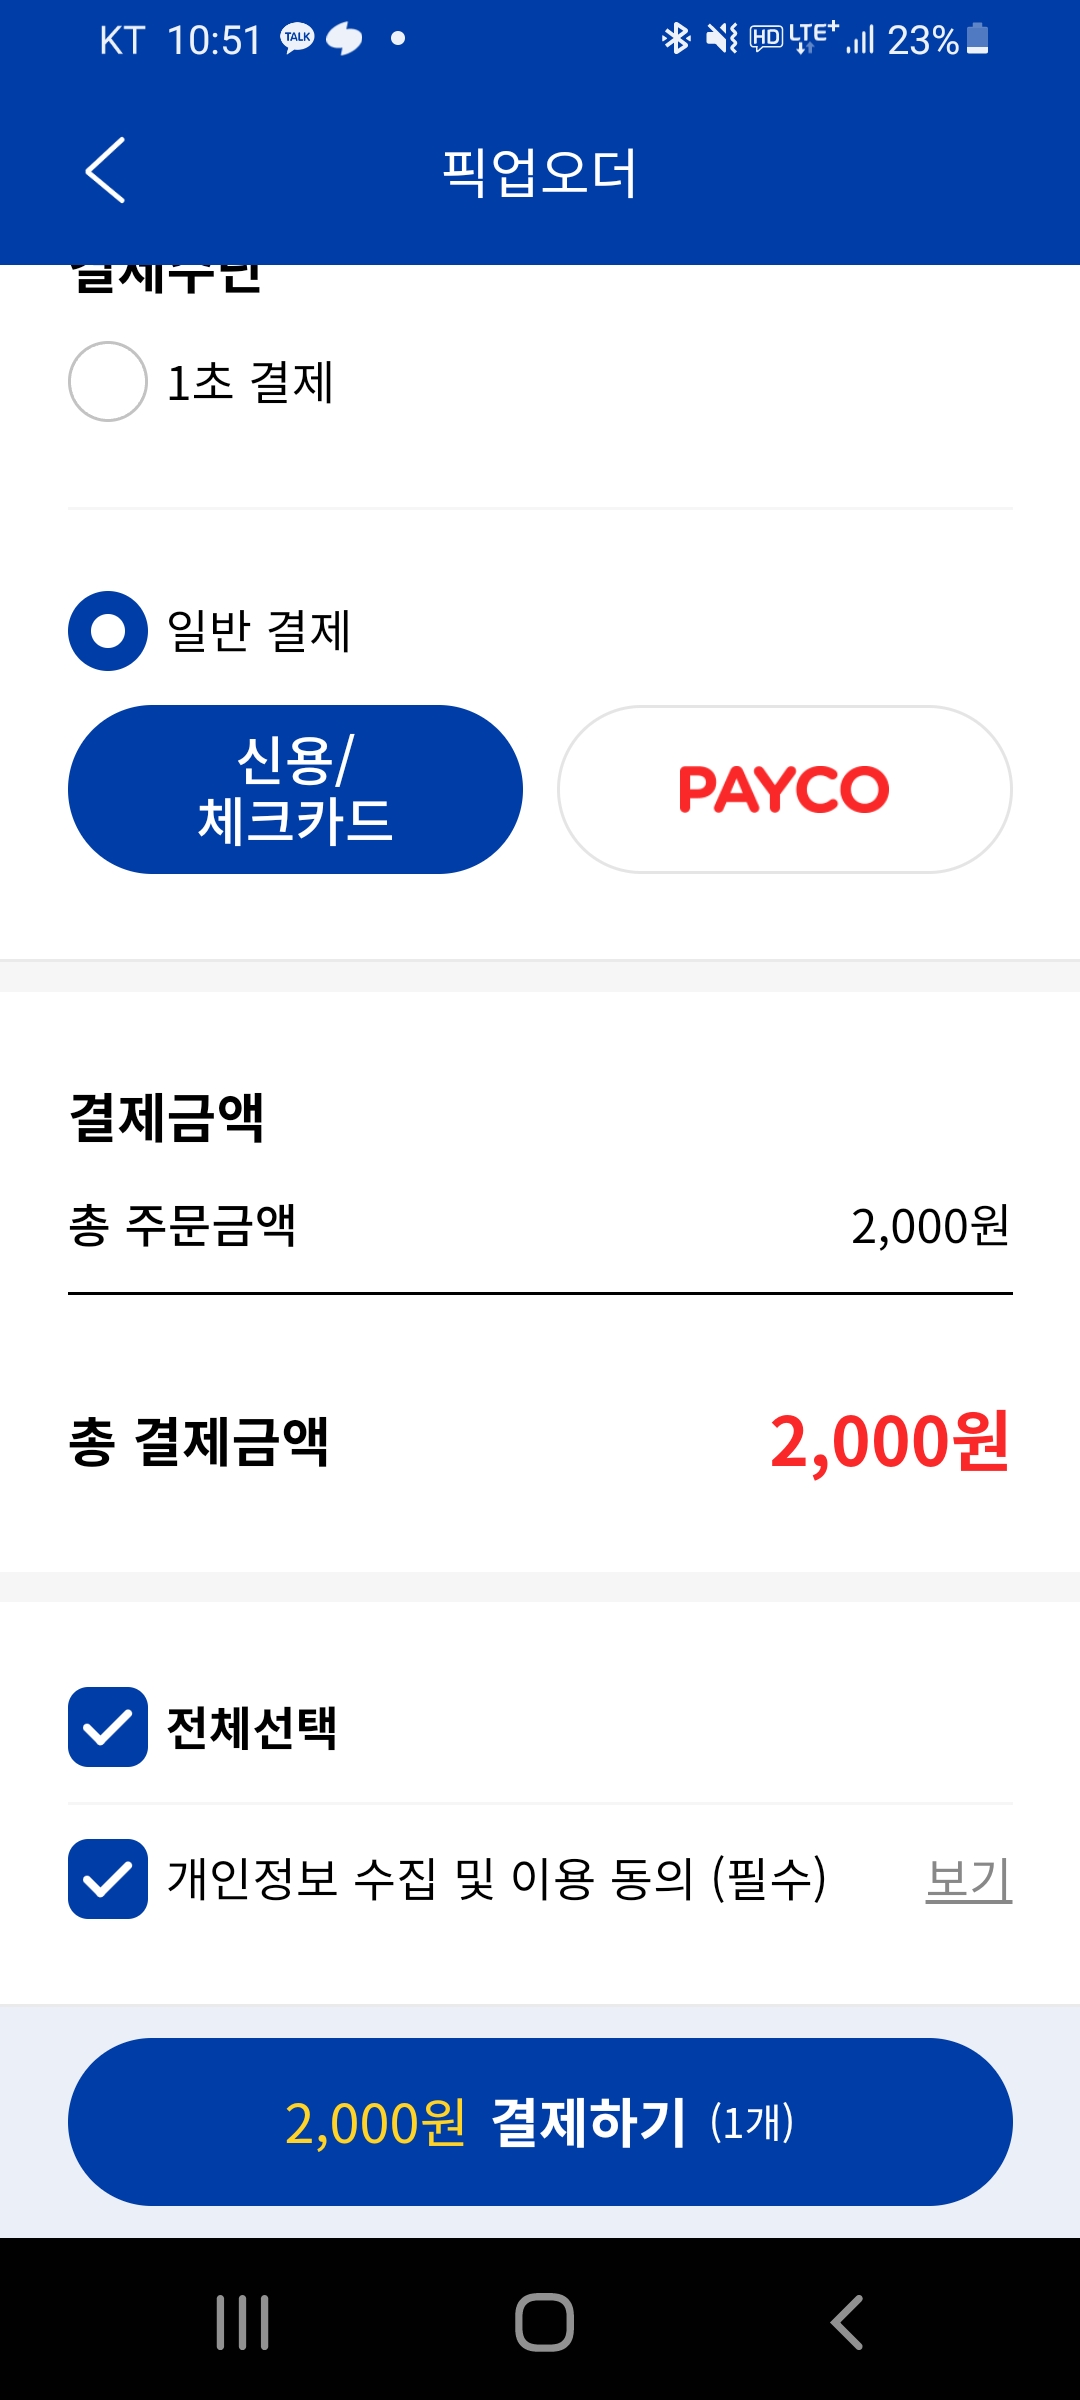 KT 10:51 TALK HD LTE+ 23%
픽업오더
결제수단
1초 결제
일반 결제
신용/
체크카드
PAYCO
결제금액
총 주문금액 2,000원
총 결제금액 2,000원
전체선택
개인정보 수집 및 이용 동의 (필수) 보기
2,000원 결제하기 (1개)